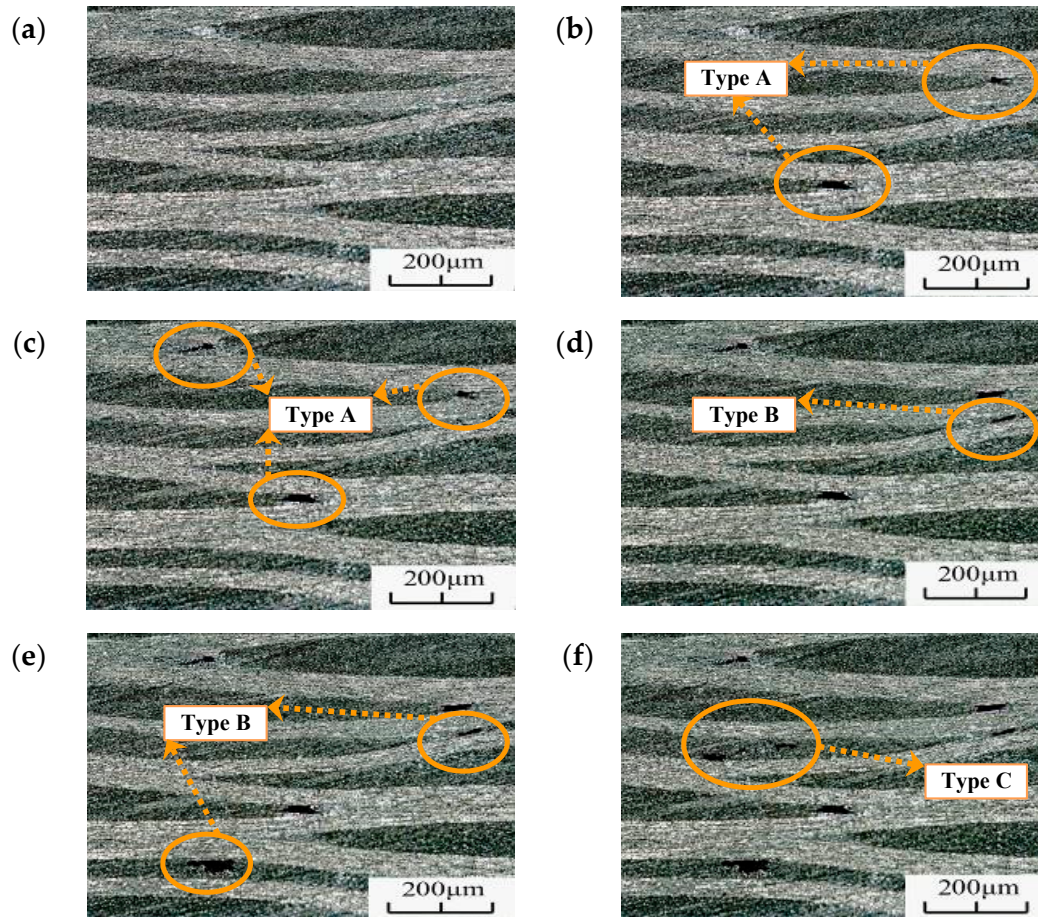 (a)
200μm
(b)
Type A
200μm
(c)
Type A
200μm
(d)
Type B
200μm
(e)
Type B
200μm
(f)
Type C
200μm